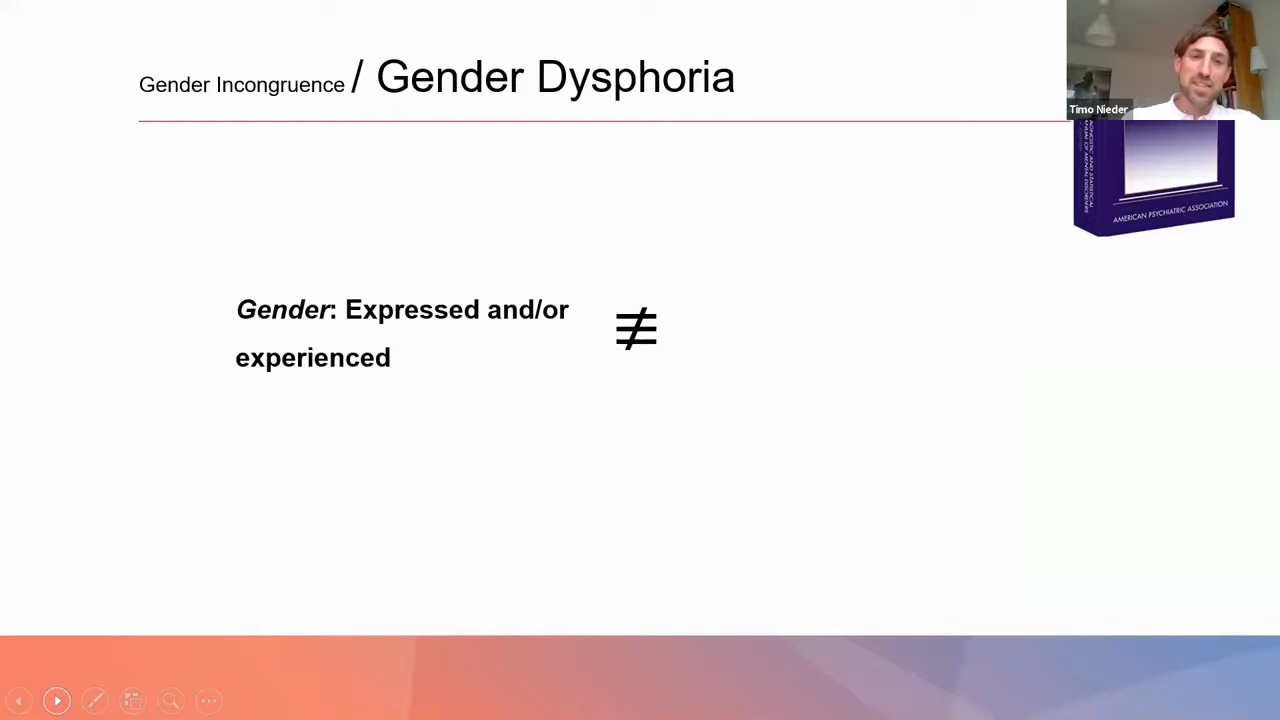 Gender Incongruence / Gender Dysphoria
Timo Nieder
AMERICAN PSYCHIATRIC ASSOCIATION
Gender: Expressed and/or ≢
experienced